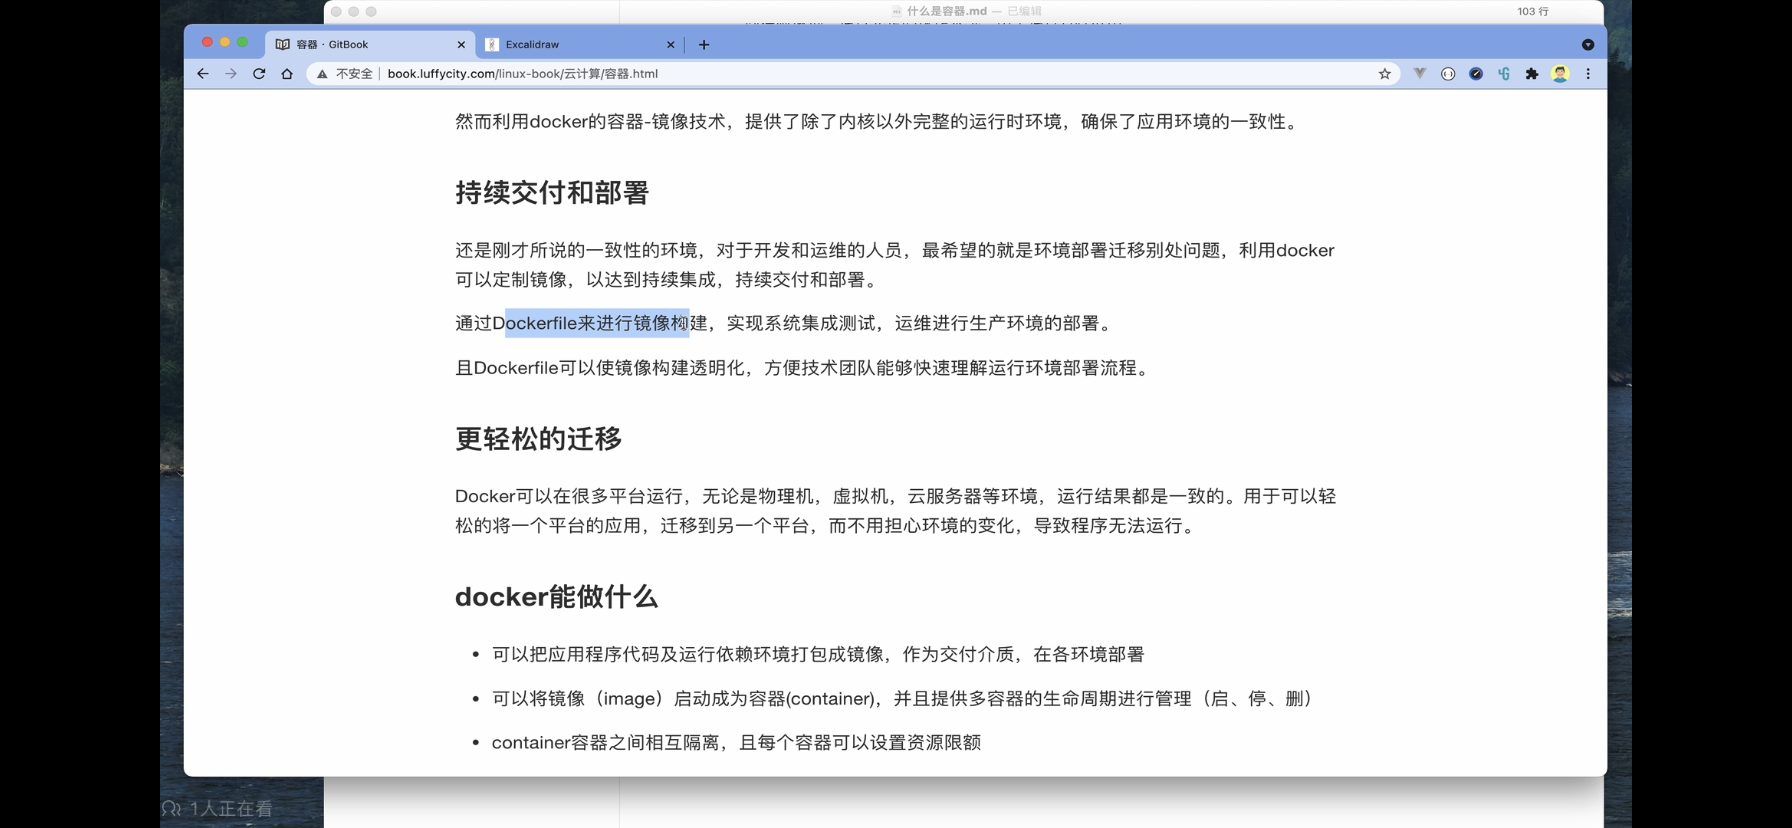 什么是容器.md — 已编辑
103 行
容器 · GitBook
Excalidraw
不安全
book.luffycity.com/linux-book/云计算/容器.html
然而利用docker的容器-镜像技术，提供了除了内核以外完整的运行时环境，确保了应用环境的一致性。
持续交付和部署
还是刚才所说的一致性的环境，对于开发和运维的人员，最希望的就是环境部署迁移别处问题，利用docker
可以定制镜像，以达到持续集成，持续交付和部署。
通过Dockerfile来进行镜像构建，实现系统集成测试，运维进行生产环境的部署。
且Dockerfile可以使镜像构建透明化，方便技术团队能够快速理解运行环境部署流程。
更轻松的迁移
Docker可以在很多平台运行，无论是物理机，虚拟机，云服务器等环境，运行结果都是一致的。用于可以轻
松的将一个平台的应用，迁移到另一个平台，而不用担心环境的变化，导致程序无法运行。
docker能做什么
• 可以把应用程序代码及运行依赖环境打包成镜像，作为交付介质，在各环境部署
• 可以将镜像（image）启动成为容器(container)，并且提供多容器的生命周期进行管理（启、停、删）
• container容器之间相互隔离，且每个容器可以设置资源限额
1人正在看